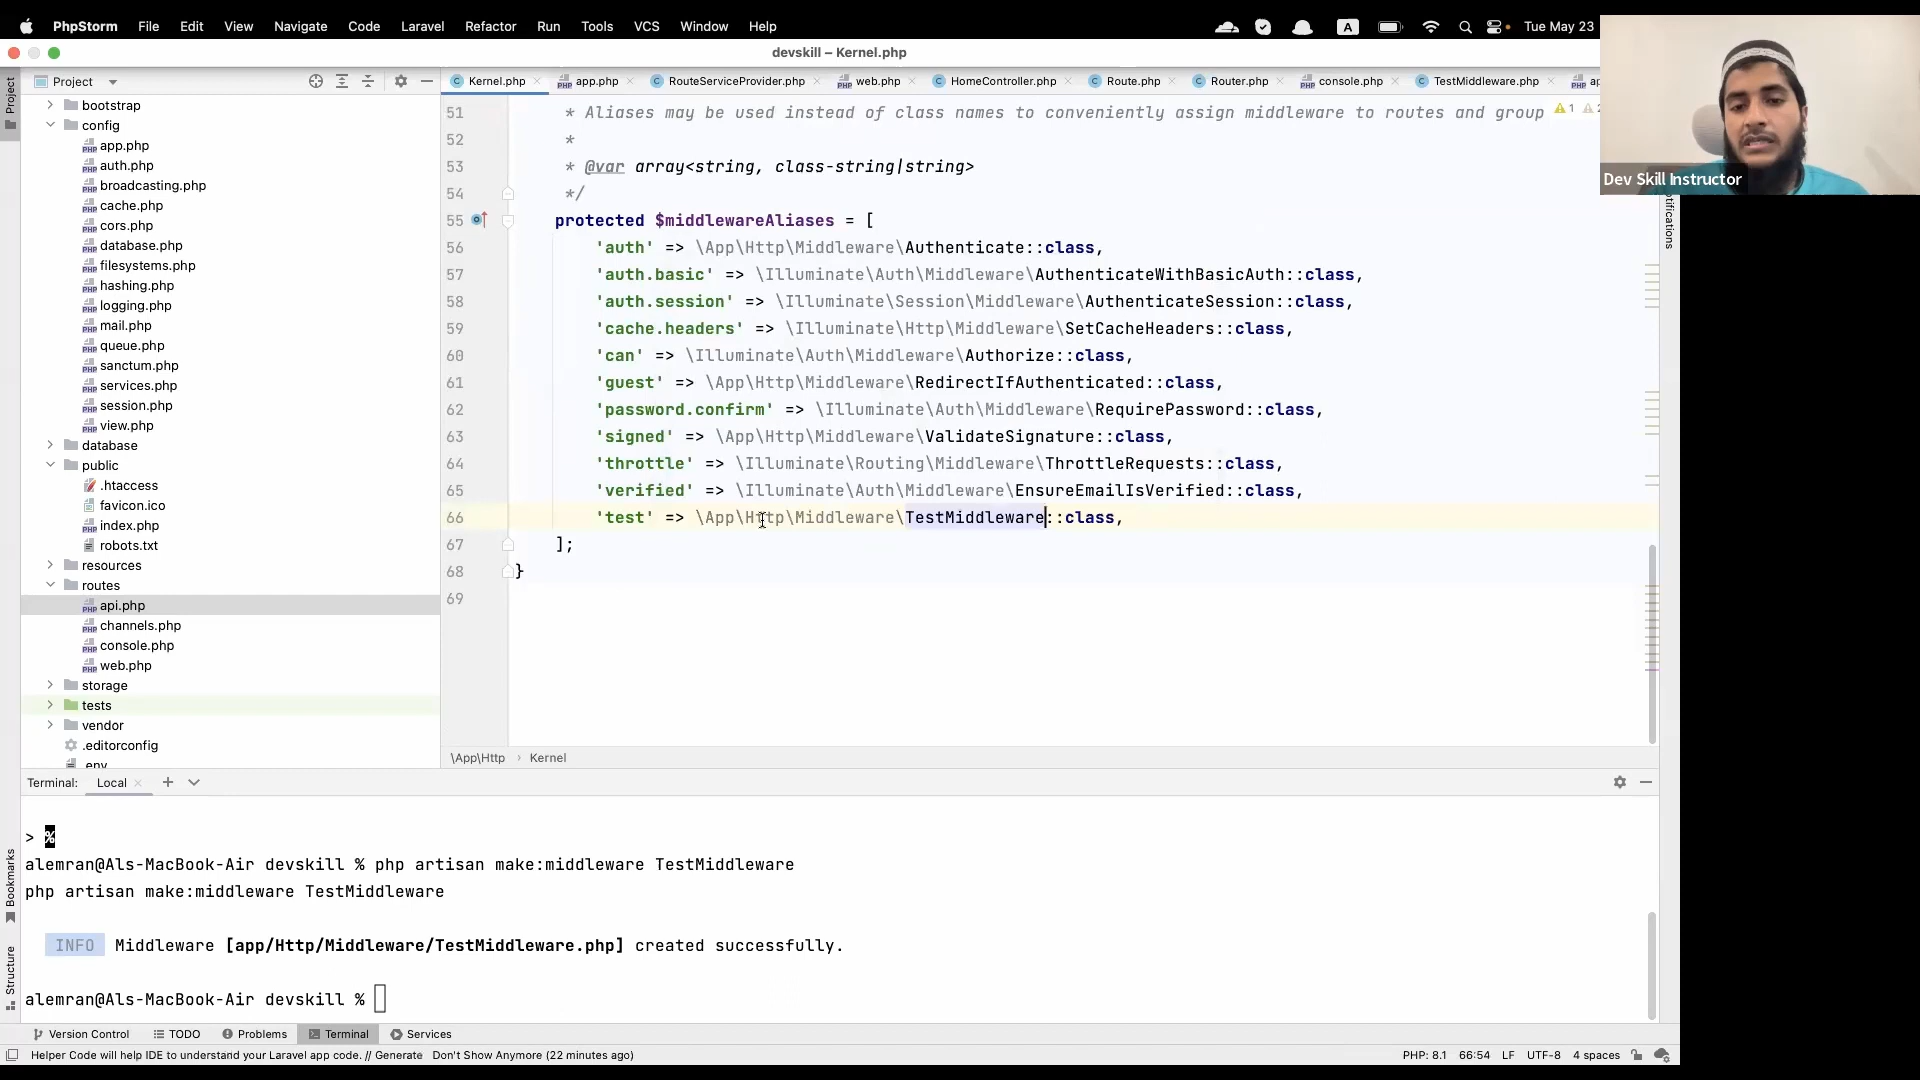 PhpStorm File Edit View Navigate Code Laravel Refactor Run Tools VCS Window Help A Tue May 23
devskill – Kernel.php
Project
Kernel.php app.php RouteServiceProvider.php web.php HomeController.php Route.php Router.php console.php TestMiddleware.php ap
Project
bootstrap
config
app.php
auth.php
broadcasting.php
cache.php
cors.php
database.php
filesystems.php
hashing.php
logging.php
mail.php
queue.php
sanctum.php
services.php
session.php
view.php
database
public
.htaccess
favicon.ico
index.php
robots.txt
resources
routes
api.php
channels.php
console.php
web.php
storage
tests
vendor
.editorconfig
.env
51 * Aliases may be used instead of class names to conveniently assign middleware to routes and group 1 2
52 *
53 * @var array<string, class-string|string>
54 */
55 protected $middlewareAliases = [
56 'auth' => \App\Http\Middleware\Authenticate::class,
57 'auth.basic' => \Illuminate\Auth\Middleware\AuthenticateWithBasicAuth::class,
58 'auth.session' => \Illuminate\Session\Middleware\AuthenticateSession::class,
59 'cache.headers' => \Illuminate\Http\Middleware\SetCacheHeaders::class,
60 'can' => \Illuminate\Auth\Middleware\Authorize::class,
61 'guest' => \App\Http\Middleware\RedirectIfAuthenticated::class,
62 'password.confirm' => \Illuminate\Auth\Middleware\RequirePassword::class,
63 'signed' => \App\Http\Middleware\ValidateSignature::class,
64 'throttle' => \Illuminate\Routing\Middleware\ThrottleRequests::class,
65 'verified' => \Illuminate\Auth\Middleware\EnsureEmailIsVerified::class,
66 'test' => \App\Http\Middleware\TestMiddleware::class,
67 ];
68 }
69
\App\Http › Kernel
Dev Skill Instructor
Notifications
Terminal: Local
> %
alemran@Als-MacBook-Air devskill % php artisan make:middleware TestMiddleware
php artisan make:middleware TestMiddleware
INFO Middleware [app/Http/Middleware/TestMiddleware.php] created successfully.
alemran@Als-MacBook-Air devskill %
Bookmarks
Structure
Version Control TODO Problems Terminal Services
Helper Code will help IDE to understand your Laravel app code. // Generate Don't Show Anymore (22 minutes ago) PHP: 8.1 66:54 LF UTF-8 4 spaces